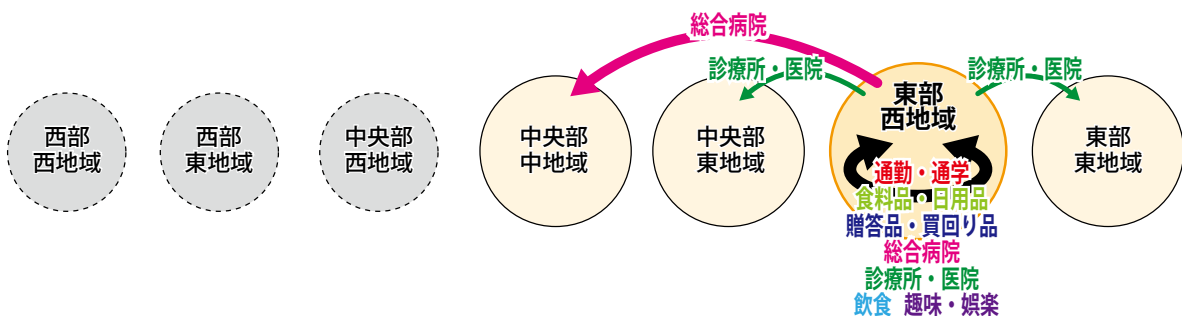 総合病院
診療所・医院
診療所・医院
西部
西地域
西部
東地域
中央部
西地域
中央部
中地域
中央部
東地域
東部
西地域
東部
東地域
通勤・通学
食料品・日用品
贈答品・買回り品
総合病院
診療所・医院
飲食 趣味・娯楽